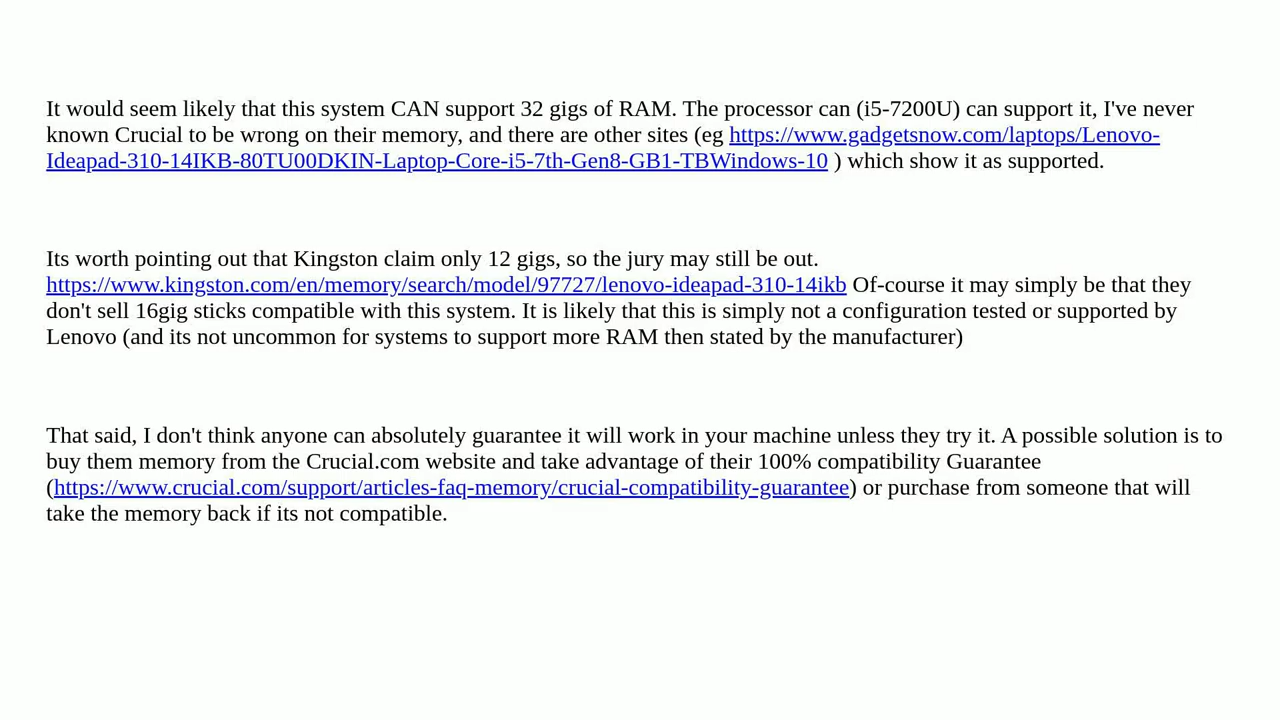 It would seem likely that this system CAN support 32 gigs of RAM. The processor can (i5-7200U) can support it, I've never
known Crucial to be wrong on their memory, and there are other sites (eg https://www.gadgetsnow.com/laptops/Lenovo-
Ideapad-310-14IKB-80TU00DKIN-Laptop-Core-i5-7th-Gen8-GB1-TBWindows-10 ) which show it as supported.
Its worth pointing out that Kingston claim only 12 gigs, so the jury may still be out.
https://www.kingston.com/en/memory/search/model/97727/lenovo-ideapad-310-14ikb Of-course it may simply be that they
don't sell 16gig sticks compatible with this system. It is likely that this is simply not a configuration tested or supported by
Lenovo (and its not uncommon for systems to support more RAM then stated by the manufacturer)
That said, I don't think anyone can absolutely guarantee it will work in your machine unless they try it. A possible solution is to
buy them memory from the Crucial.com website and take advantage of their 100% compatibility Guarantee
(https://www.crucial.com/support/articles-faq-memory/crucial-compatibility-guarantee) or purchase from someone that will
take the memory back if its not compatible.